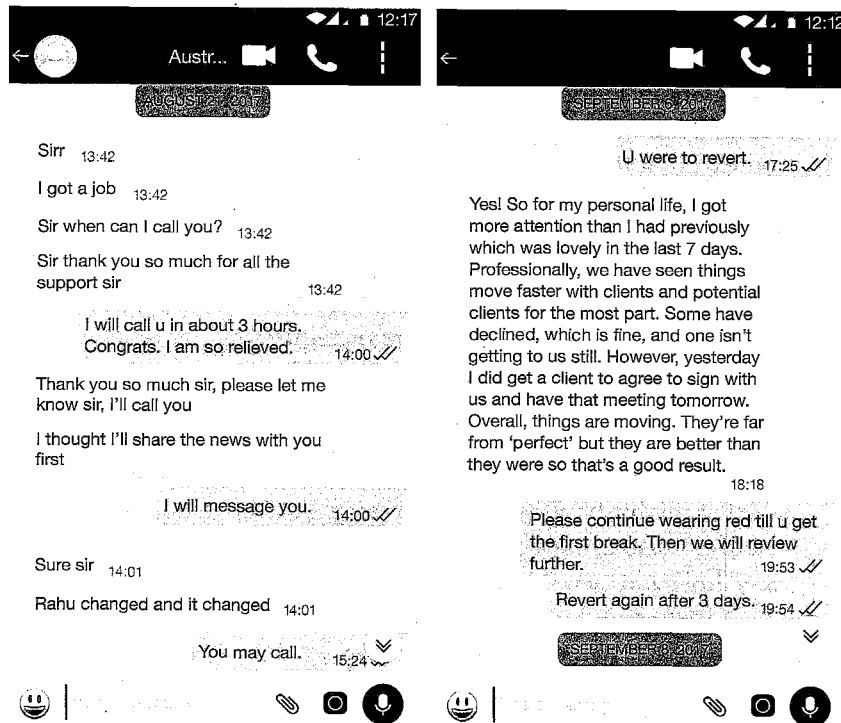 12:17
Austr...
AUGUST 21, 2017
Sirr 13:42
I got a job 13:42
Sir when can I call you? 13:42
Sir thank you so much for all the
support sir 13:42
I will call u in about 3 hours.
Congrats. I am so relieved. 14:00
Thank you so much sir, please let me
know sir, I'll call you
I thought I'll share the news with you
first
I will message you. 14:00
Sure sir 14:01
Rahu changed and it changed 14:01
You may call. 15:24
12:12
SEPTEMBER 6, 2017
U were to revert. 17:25
Yes! So for my personal life, I got
more attention than I had previously
which was lovely in the last 7 days.
Professionally, we have seen things
move faster with clients and potential
clients for the most part. Some have
declined, which is fine, and one isn't
getting to us still. However, yesterday
I did get a client to agree to sign with
us and have that meeting tomorrow.
Overall, things are moving. They're far
from 'perfect' but they are better than
they were so that's a good result.
18:18
Please continue wearing red till u get
the first break. Then we will review
further. 19:53
Revert again after 3 days. 19:54
SEPTEMBER 8, 2017